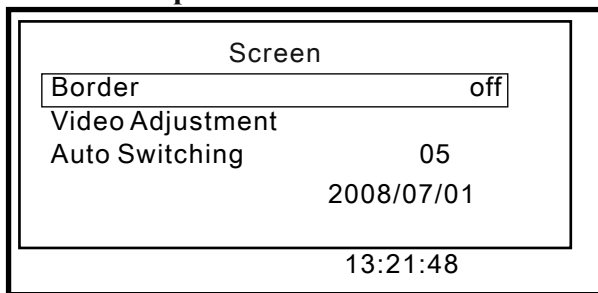 Screen
Border off
Video Adjustment
Auto Switching 05
2008/07/01
13:21:48